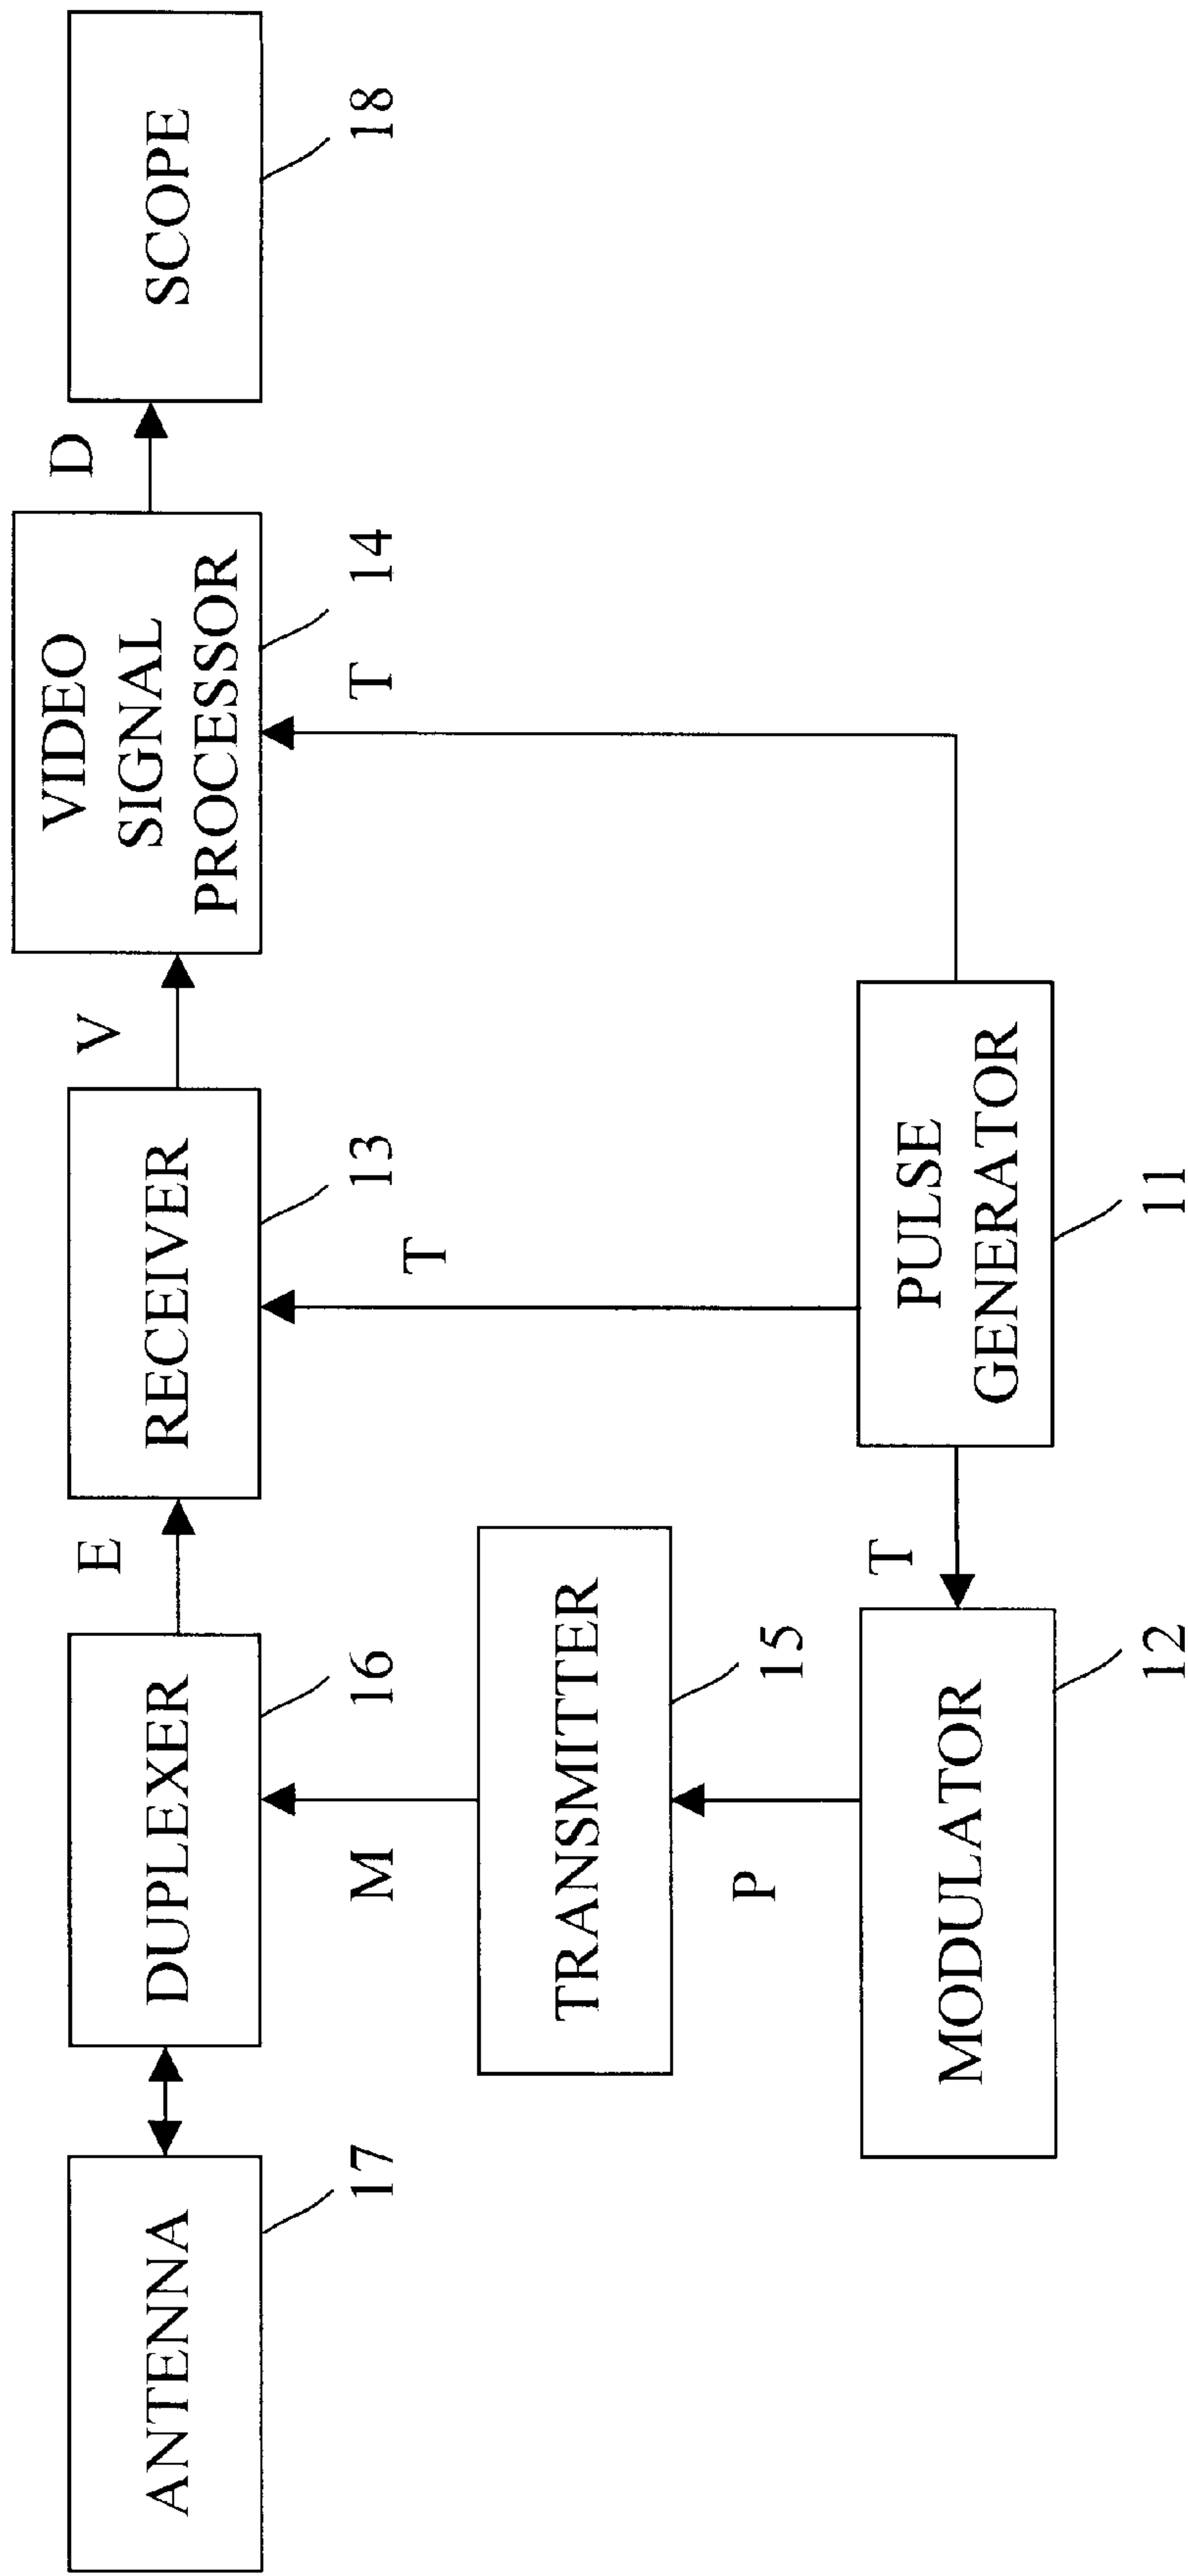 ANTENNA
17
DUPLEXER
16
E
RECEIVER
13
V
VIDEO
SIGNAL
PROCESSOR
14
D
SCOPE
18
M
T
T
TRANSMITTER
15
P
MODULATOR
12
T
PULSE
GENERATOR
11